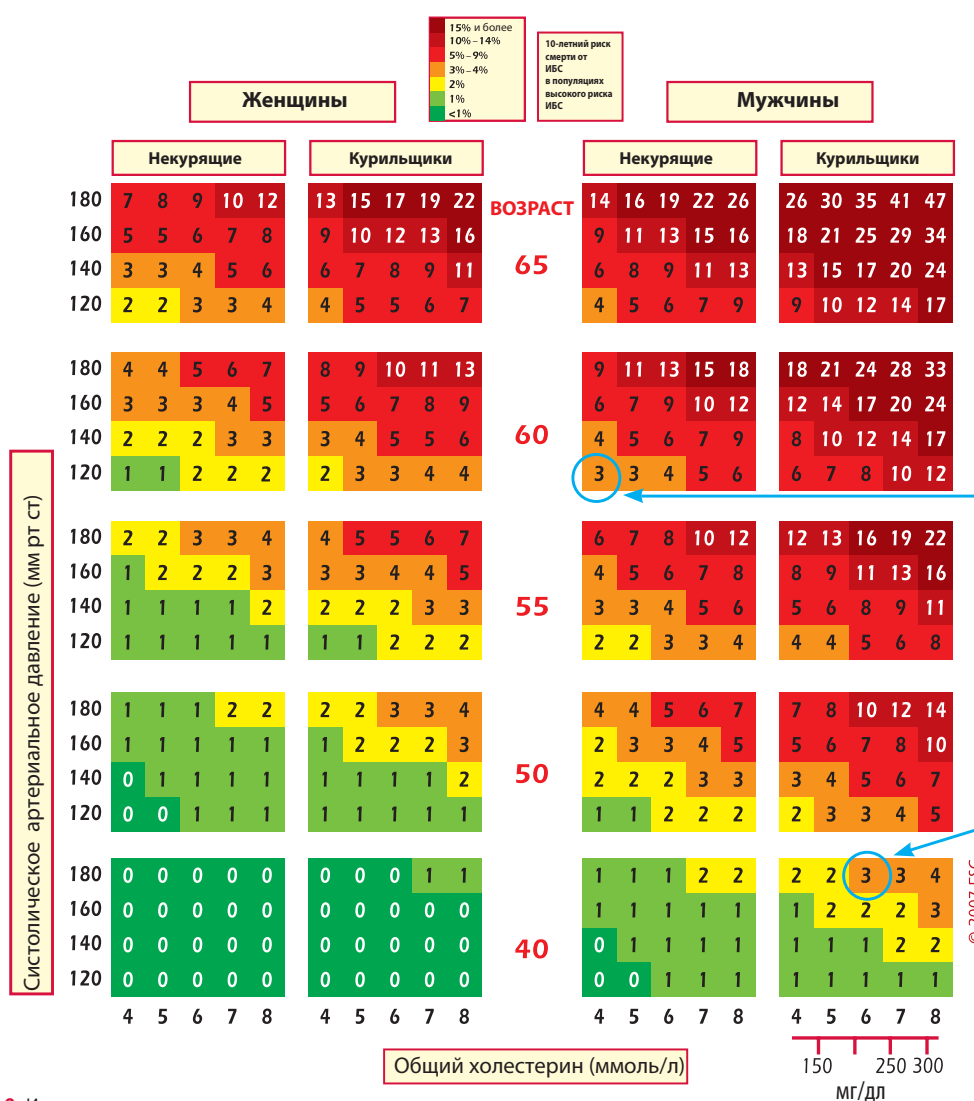 15% и более
10% – 14%
5% – 9%
3% – 4%
2%
1%
<1%
10-летний риск
смерти от
ИБС
в популяциях
высокого риска
ИБС
Женщины
Мужчины
Некурящие
Курильщики
Некурящие
Курильщики
ВОЗРАСТ
180 7 8 9 10 12 13 15 17 19 22 14 16 19 22 26 26 30 35 41 47
160 5 5 6 7 8 9 10 12 13 16 9 11 13 15 16 18 21 25 29 34
65
140 3 3 4 5 6 6 7 8 9 11 6 8 9 11 13 13 15 17 20 24
120 2 2 3 3 4 4 5 5 6 7 4 5 6 7 9 9 10 12 14 17
180 4 4 5 6 7 8 9 10 11 13 9 11 13 15 18 18 21 24 28 33
160 3 3 3 4 5 5 6 7 8 9 6 7 9 10 12 12 14 17 20 24
60
140 2 2 2 3 3 3 4 5 5 6 4 5 6 7 9 8 10 12 14 17
120 1 1 2 2 2 2 3 3 4 4 3 3 4 5 6 6 7 8 10 12
180 2 2 3 3 4 4 5 5 6 7 6 7 8 10 12 12 13 16 19 22
160 1 2 2 2 3 3 3 4 4 5 4 5 6 7 8 8 9 11 13 16
55
140 1 1 1 1 2 2 2 2 3 3 3 3 4 5 6 5 6 8 9 11
120 1 1 1 1 1 1 1 2 2 2 2 2 3 3 4 4 4 5 6 8
180 1 1 1 2 2 2 2 3 3 4 4 4 5 6 7 7 8 10 12 14
160 1 1 1 1 1 1 2 2 2 3 2 3 3 4 5 5 6 7 8 10
50
140 0 1 1 1 1 1 1 1 1 2 2 2 2 3 3 3 4 5 6 7
120 0 0 1 1 1 1 1 1 1 1 1 1 2 2 2 2 3 3 4 5
180 0 0 0 0 0 0 0 0 1 1 1 1 1 2 2 2 2 3 3 4
160 0 0 0 0 0 0 0 0 0 0 1 1 1 1 1 1 2 2 2 3
40
140 0 0 0 0 0 0 0 0 0 0 0 1 1 1 1 1 1 1 2 2
120 0 0 0 0 0 0 0 0 0 0 0 0 1 1 1 1 1 1 1 1
4 5 6 7 8 4 5 6 7 8 4 5 6 7 8 4 5 6 7 8
Систолическое артериальное давление (мм рт ст)
Общий холестерин (ммоль/л)
150 250 300
мг/дл
© 2007 ESC